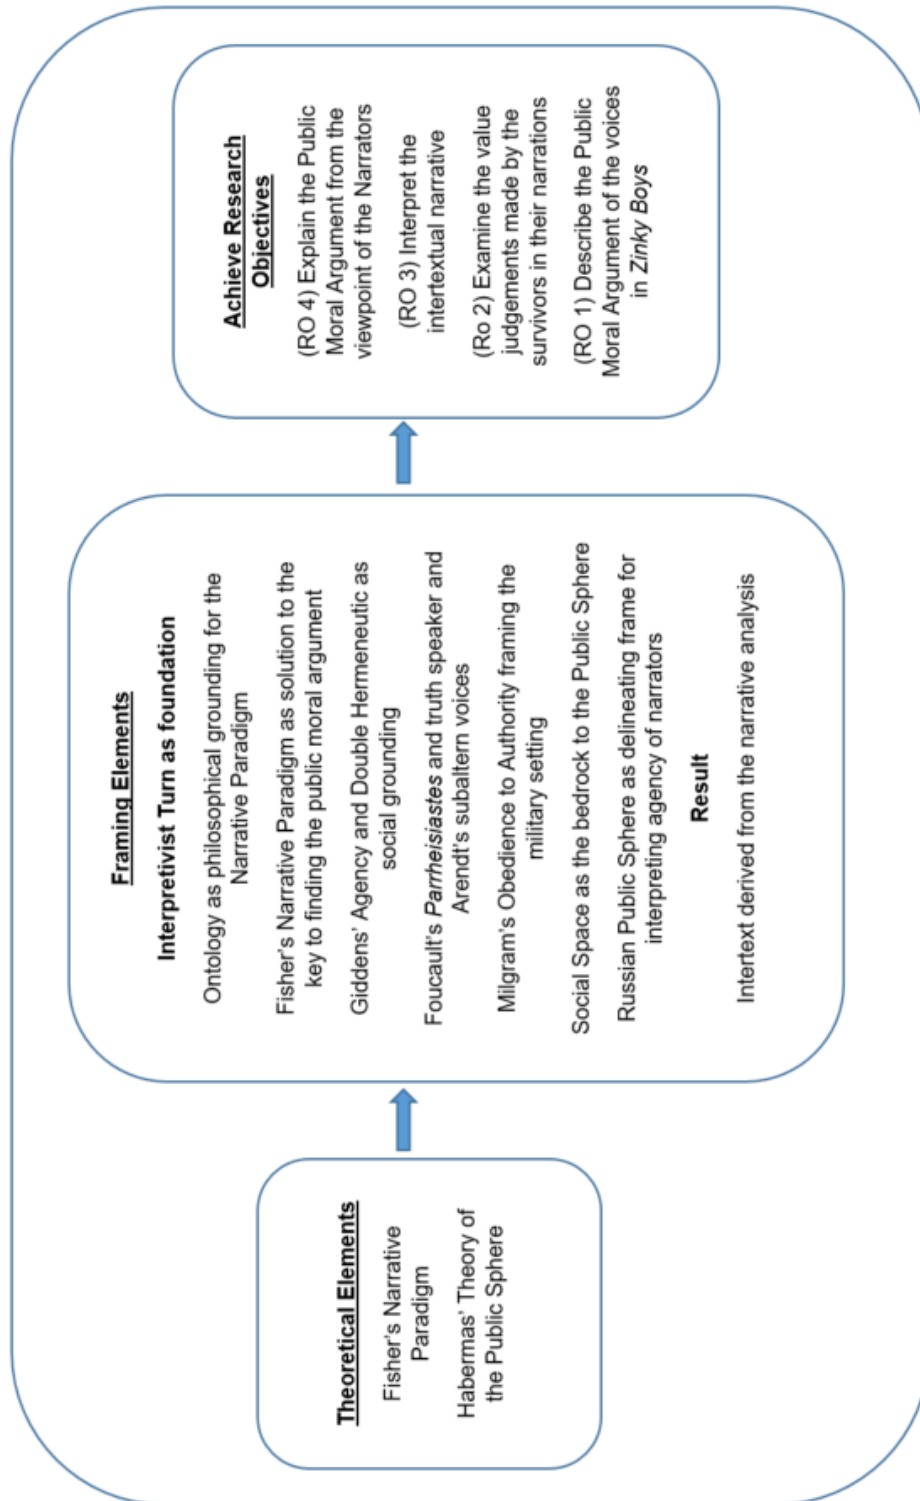 Theoretical Elements
Fisher's Narrative
Paradigm
Habermas' Theory of
the Public Sphere
Framing Elements
Interpretivist Turn as foundation
Ontology as philosophical grounding for the
Narrative Paradigm
Fisher's Narrative Paradigm as solution to the
key to finding the public moral argument
Giddens' Agency and Double Hermeneutic as
social grounding
Foucault's Parrheisiastes and truth speaker and
Arendt's subaltern voices
Milgram's Obedience to Authority framing the
military setting
Social Space as the bedrock to the Public Sphere
Russian Public Sphere as delineating frame for
interpreting agency of narrators
Result
Intertext derived from the narrative analysis
Achieve Research
Objectives
(RO 4) Explain the Public
Moral Argument from the
viewpoint of the Narrators
(RO 3) Interpret the
intertextual narrative
(Ro 2) Examine the value
judgements made by the
survivors in their narrations
(RO 1) Describe the Public
Moral Argument of the voices
in Zinky Boys